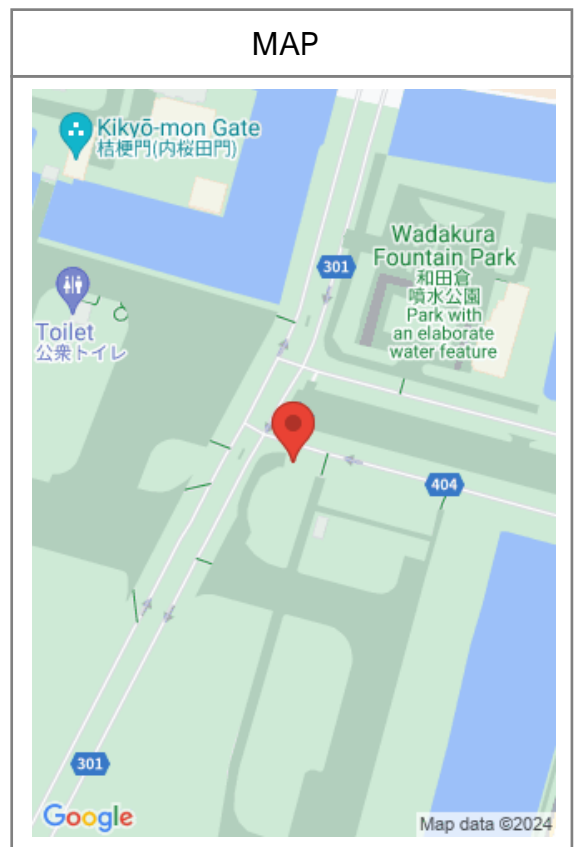 MAP
Kikyō-mon Gate
桔梗門(内桜田門)
Wadakura
Fountain Park
和田倉
噴水公園
Park with
an elaborate
water feature
301
Toilet
公衆トイレ
404
301
Google
Map data ©2024